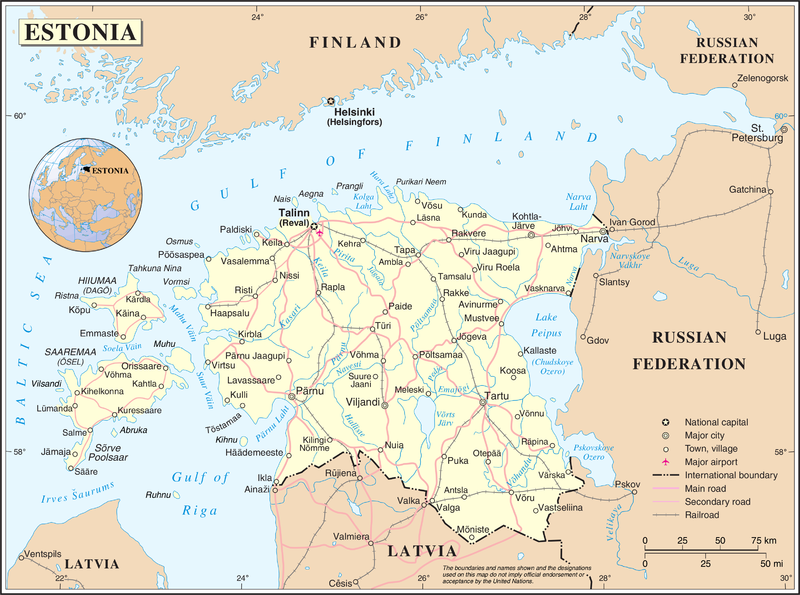 ESTONIA
24°
26°
28°
30°
FINLAND
RUSSIAN
FEDERATION
Zelenogorsk
60°
60°
Helsinki
(Helsingfors)
St.
Petersburg
GULF OF FINLAND
ESTONIA
Gatchina
Prangli
Hara Laht
Purikari Neem
Aegna
Nais
Kolga
Laht
Narva
Laht
Talinn
(Reval)
Võsu
Kunda
Läsna
Kohtla-
Järve
Jõhvi
Ivan Gorod
Narva
Paldiski
Keila
Kehra
Rakvere
Ahtma
Osmus
Pöösaspea
Vasalemma
Pirita
Jägala
Tapa
Ambla
Viru Jaagupi
Viru Roela
Narvskoye
Vdkhr
Luga
Tahkuna Nina
Vormsi
HIIUMAA
(DAGÖ)
Nissi
Keila
Tamsalu
Narva
Slantsy
Ristna
Kärdla
Risti
Rapla
Rakke
Vasknarva
Kõpu
Käina
Haapsalu
Kasari
Paide
Avinurme
Mahu Väin
Türi
Põltsamaa
Mustvee
Lake
Peipus
Luga
Emmaste
Kirbla
Gdov
BALTIC SEA
Soela Väin
Muhu
Jõgeva
RUSSIAN
FEDERATION
SAAREMAA
(ÖSEL)
Orissaare
Virtsu
Pärnu Jaagupi
Pärnu
Võhma
Põltsamaa
Kallaste
(Chudskoye
Ozero)
Võhma
Navesti
Vilsandi
Kihelkonna
Kahtla
Suur Väin
Lavassaare
Suure
Jaani
Koosa
Kulli
Pärnu
Meleski
Emajõgi
Tartu
Lümanda
Kuressaare
Viljandi
National capital
Tõstamaa
Pärnu Laht
Võrts
Järv
Võnnu
Major city
Salme
Abruka
Kihnu
Halliste
Räpina
Town, village
Sõrve
Poolsaar
Kilingi
Nõmme
Nuia
Pskovskoye
Ozero
Major airport
58°
58°
Jämaja
Häädemeeste
Puka
Otepää
Võhandu
International boundary
Sääre
Gulf of
Riga
Rūjiena
Värska
Main road
Irves Šaurums
Ikla
Ainaži
Pskov
Secondary road
Ruhnu
Valka
Valga
Antsla
Võru
Vastseliina
Velikaya
Railroad
Mõniste
Ventspils
Valmiera
LATVIA
LATVIA
Cēsis
0 25 50 75 km
0 25 50 mi
The boundaries and names shown and the designations
used on this map do not imply official endorsement or
acceptance by the United Nations.
22°
24°
26°
28°